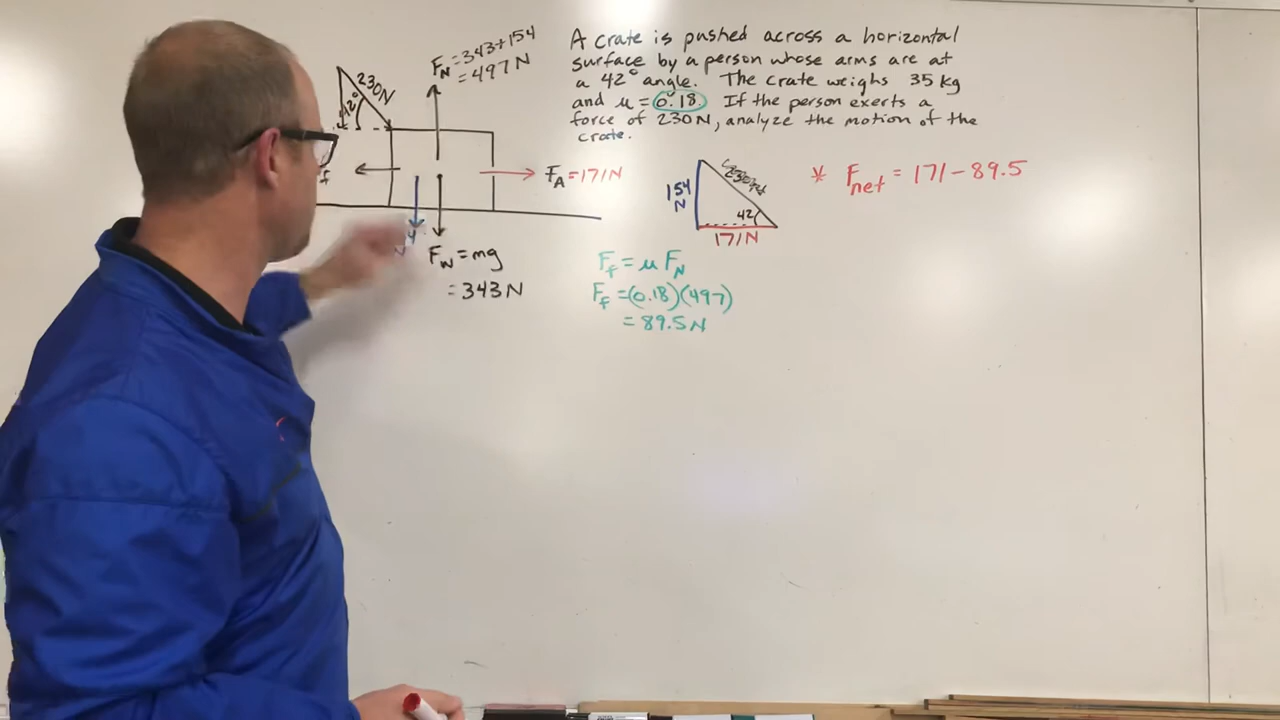 A crate is pushed across a horizontal
surface by a person whose arms are at
a 42° angle. The crate weighs 35 kg
and μ = 0.18. If the person exerts a
force of 230N, analyze the motion of the
crate.
F_N = 343+154
= 497 N
230N
42°
f
F_A = 171N
F_W = mg
= 343N
154
N
42
171N
* F_net = 171 - 89.5
F_f = μ F_N
F_f = (0.18)(497)
= 89.5N